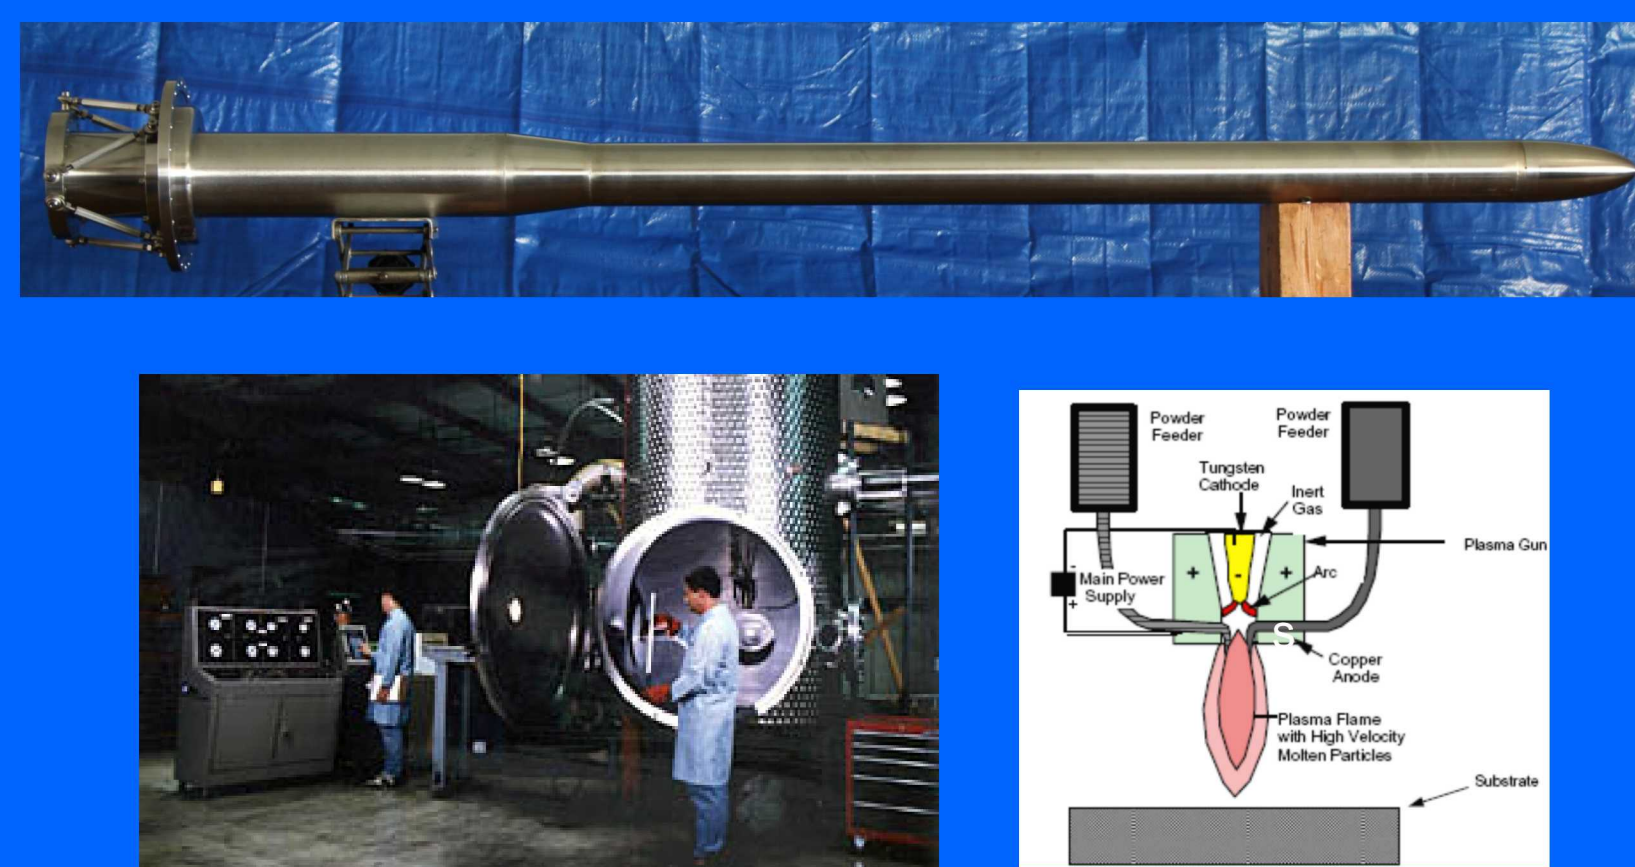 Powder
Feeder
Powder
Feeder
Tungsten
Cathode
Inert
Gas
Plasma Gun
+
-
+
Arc
-
Main Power
Supply
+
S
Copper
Anode
Plasma Flame
with High Velocity
Molten Particles
Substrate